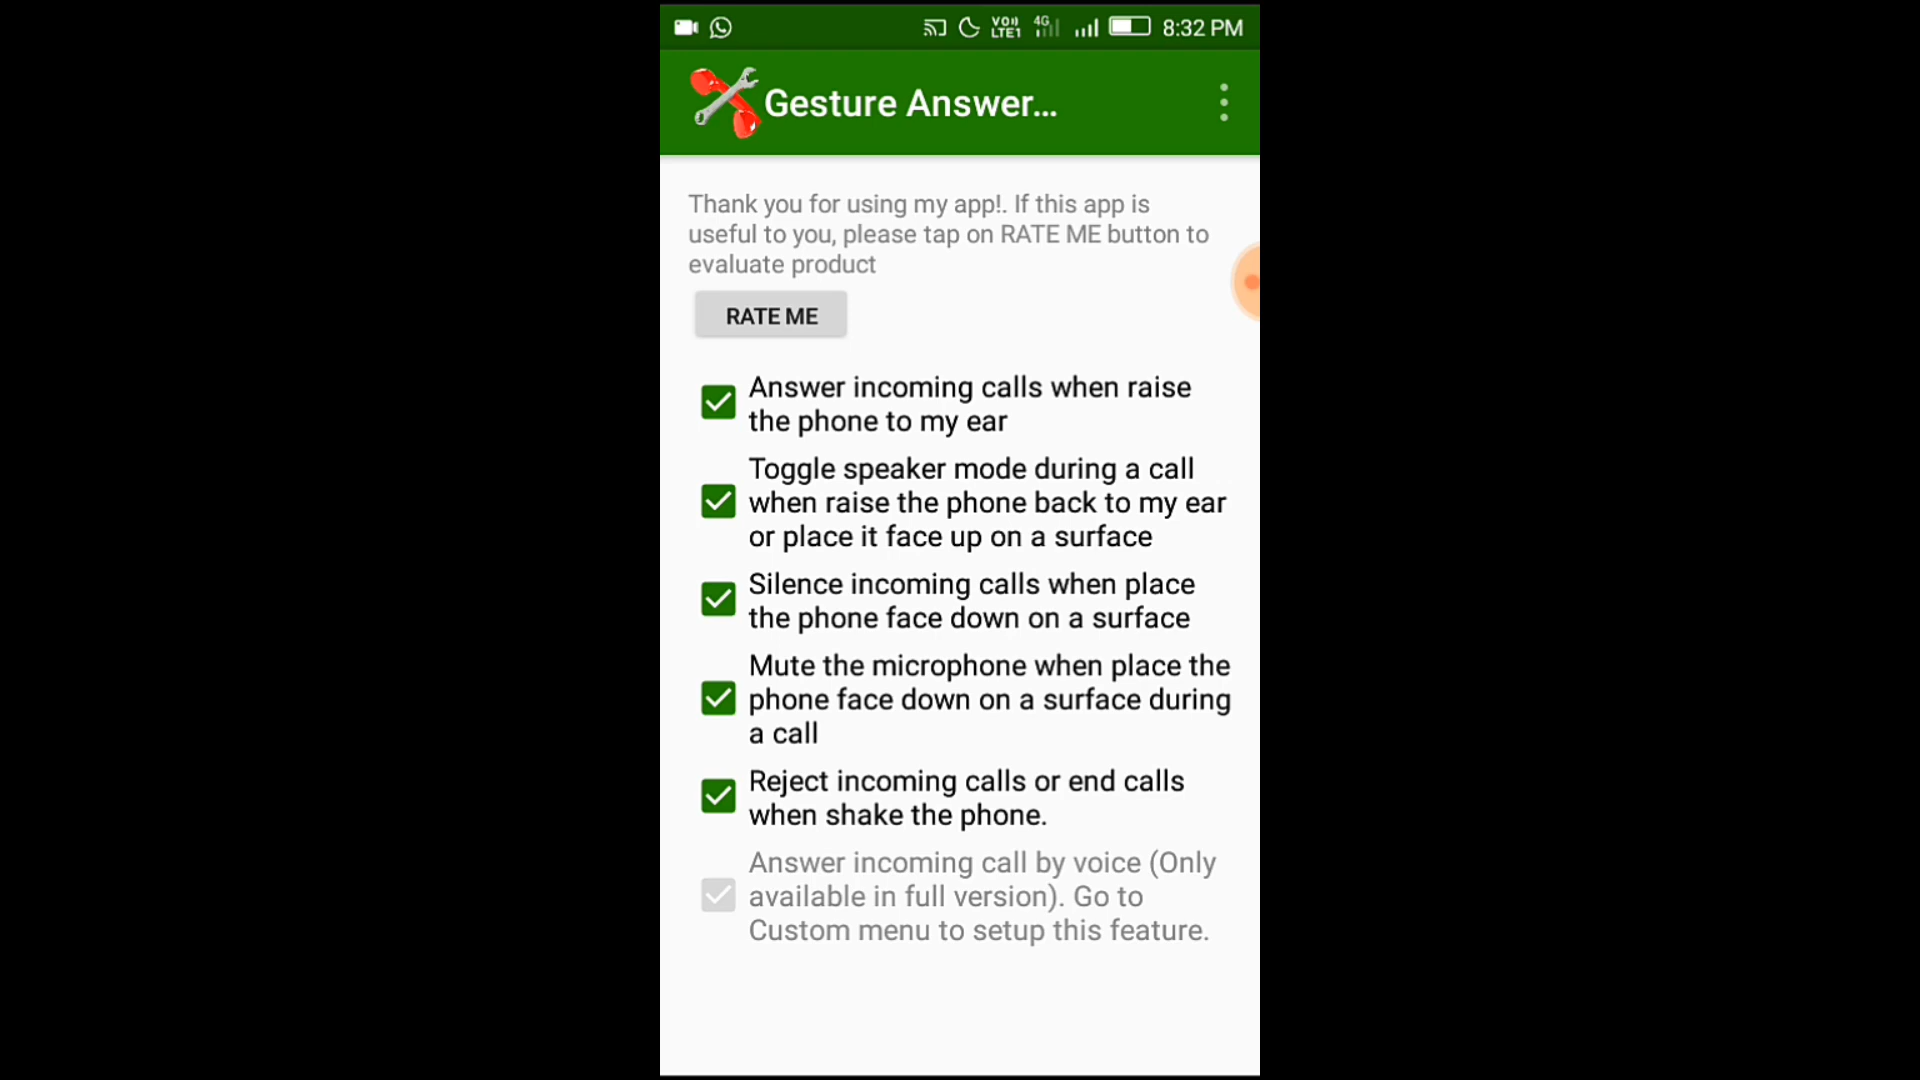 VO)) LTE1 4G 8:32 PM
Gesture Answer...
Thank you for using my app!. If this app is
useful to you, please tap on RATE ME button to
evaluate product
RATE ME
Answer incoming calls when raise
the phone to my ear
Toggle speaker mode during a call
when raise the phone back to my ear
or place it face up on a surface
Silence incoming calls when place
the phone face down on a surface
Mute the microphone when place the
phone face down on a surface during
a call
Reject incoming calls or end calls
when shake the phone.
Answer incoming call by voice (Only
available in full version). Go to
Custom menu to setup this feature.